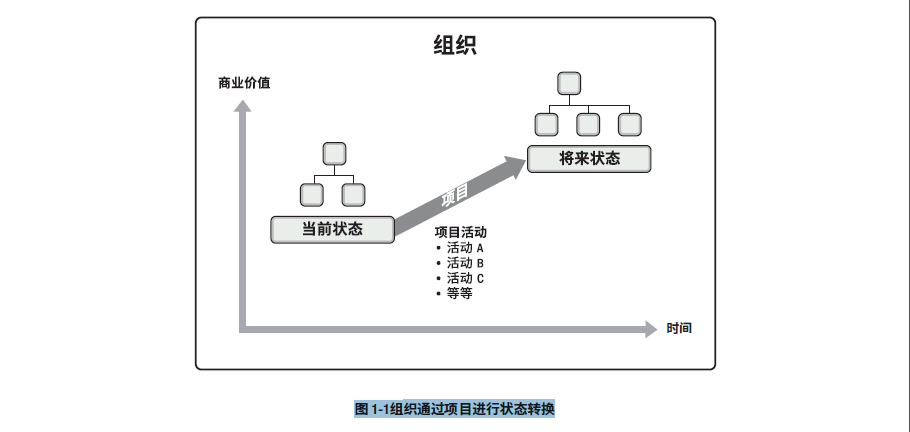 组织
商业价值
将来状态
项目
当前状态
项目活动
• 活动 A
• 活动 B
• 活动 C
• 等等
时间
图 1-1组织通过项目进行状态转换